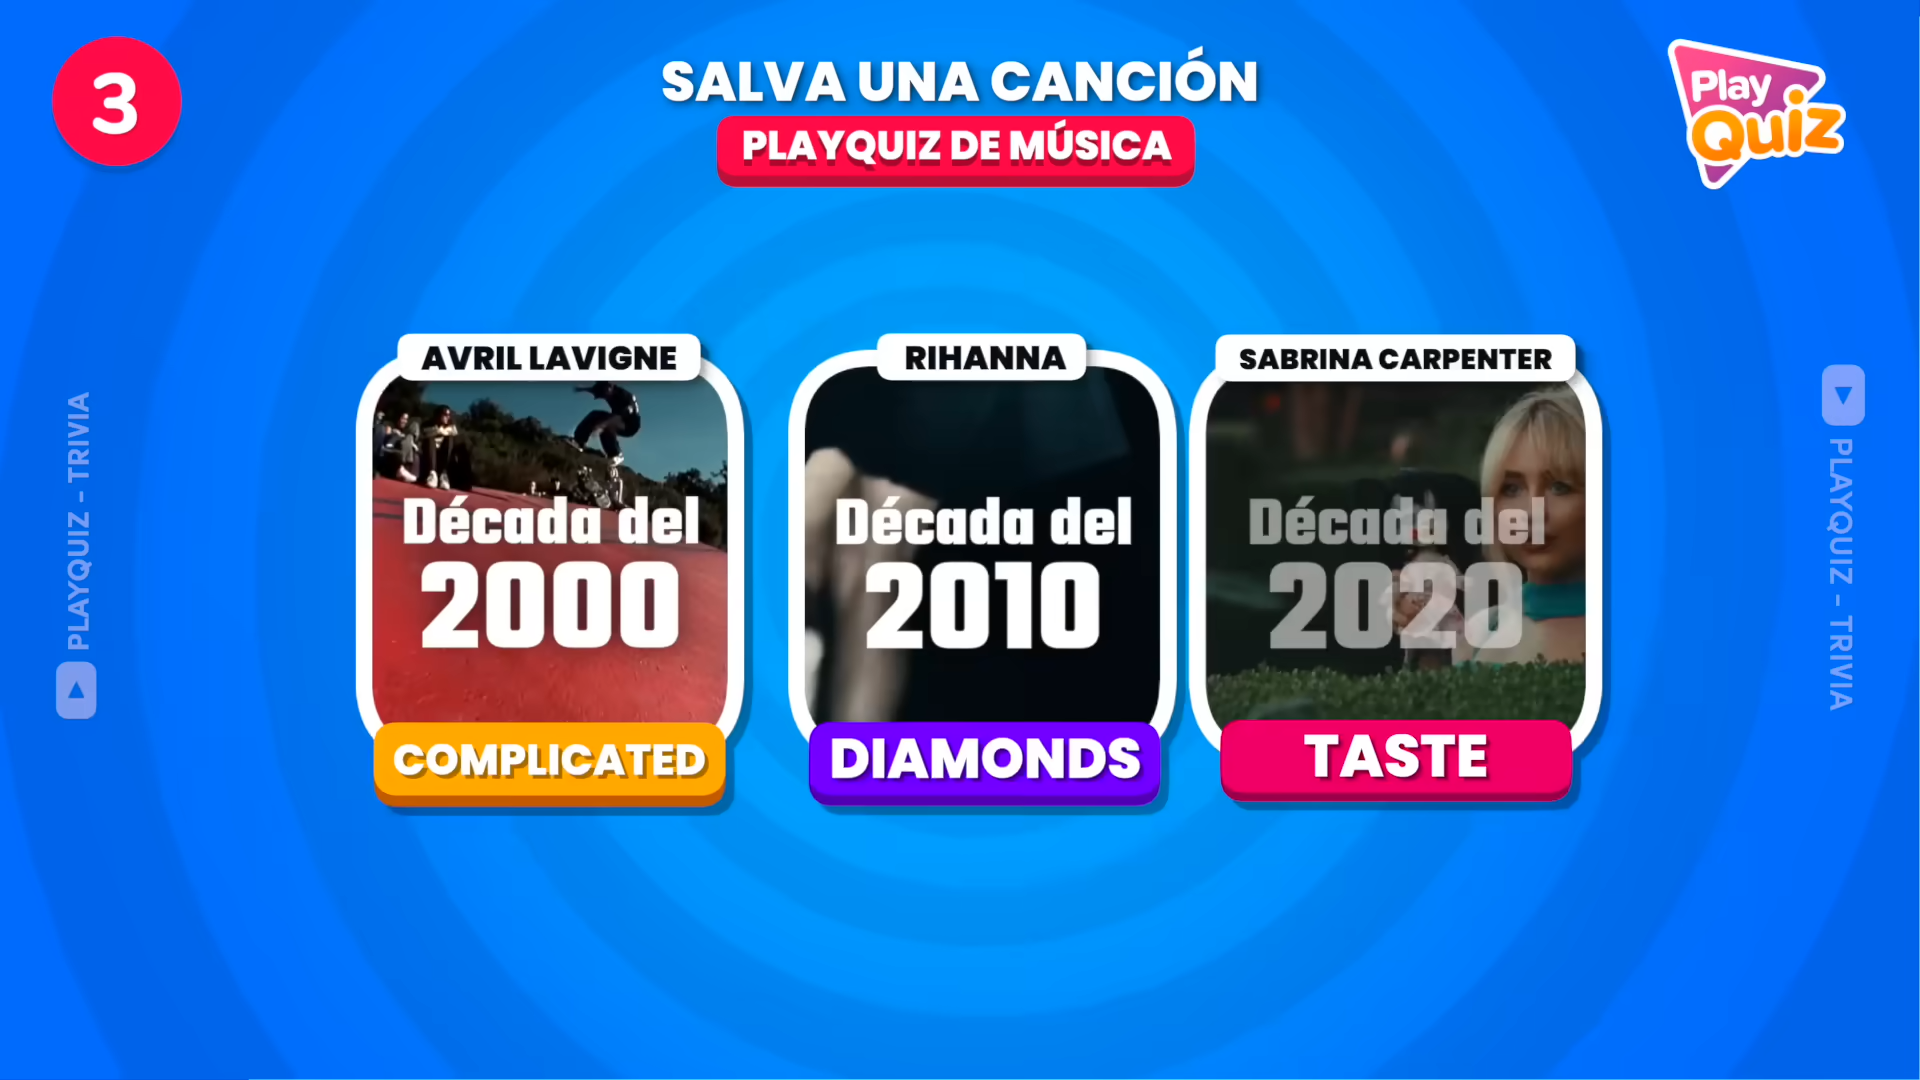 3
SALVA UNA CANCIÓN
PLAYQUIZ DE MÚSICA
Play
Quiz
AVRIL LAVIGNE
Década del
2000
COMPLICATED
RIHANNA
Década del
2010
DIAMONDS
SABRINA CARPENTER
Década del
2020
TASTE
PLAYQUIZ - TRIVIA
PLAYQUIZ - TRIVIA